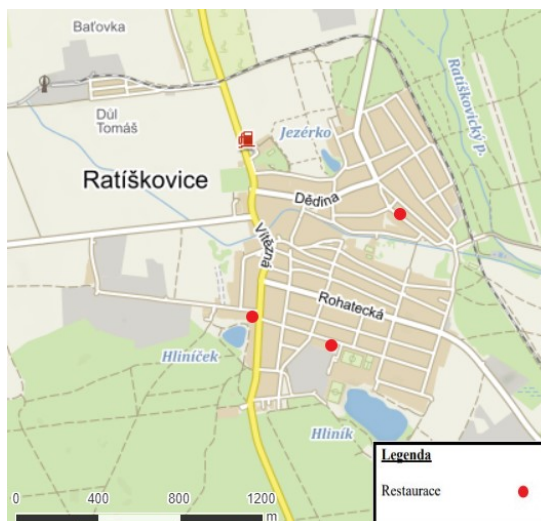 Baťovka
Důl
Tomáš
Jezérko
Ratíškovický p.
Ratíškovice
Dědina
Vítězná
Rohatecká
Hliníček
Hliník
Legenda
Restaurace
0 400 800 1200
m